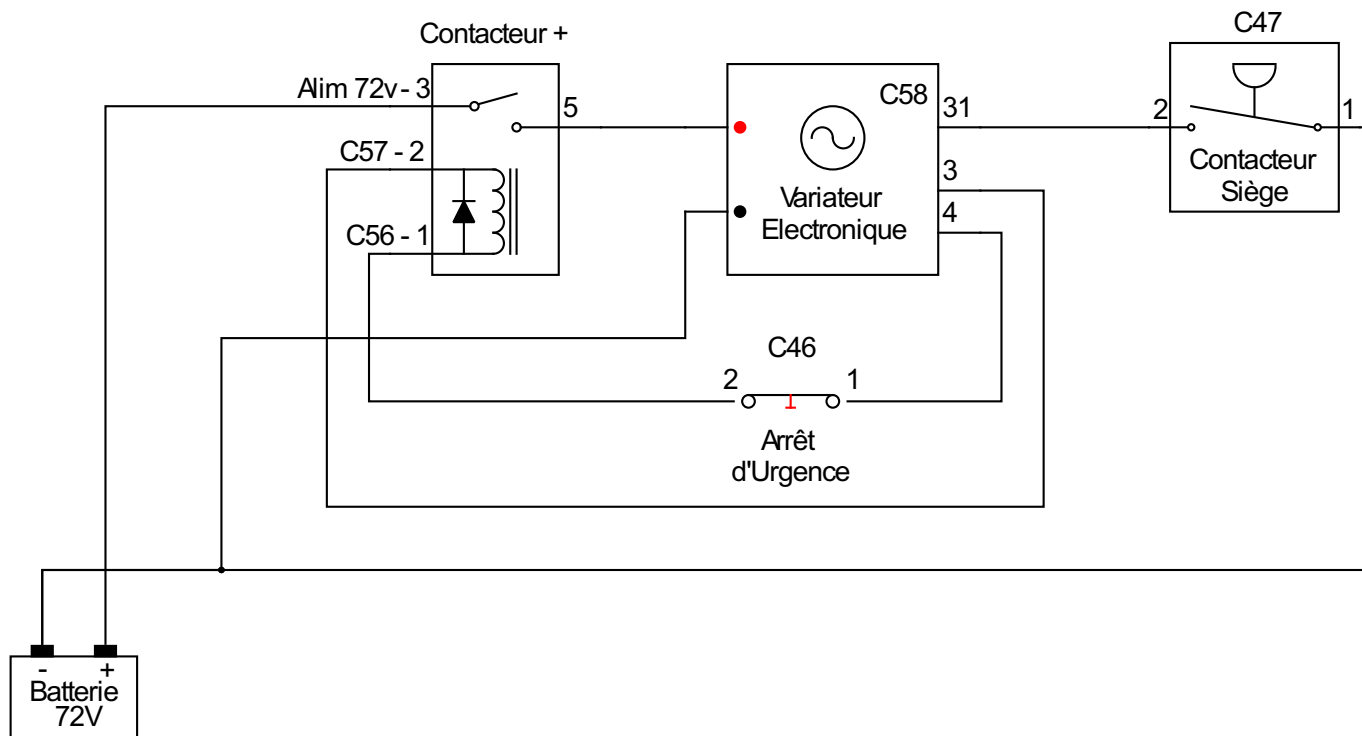 C47
Contacteur +
Alim 72v - 3
5
C58
31
2
1
C57 - 2
3
Contacteur
Siège
Variateur
Electronique
4
C56 - 1
C46
2
1
Arrêt
d'Urgence
- +
Batterie
72V